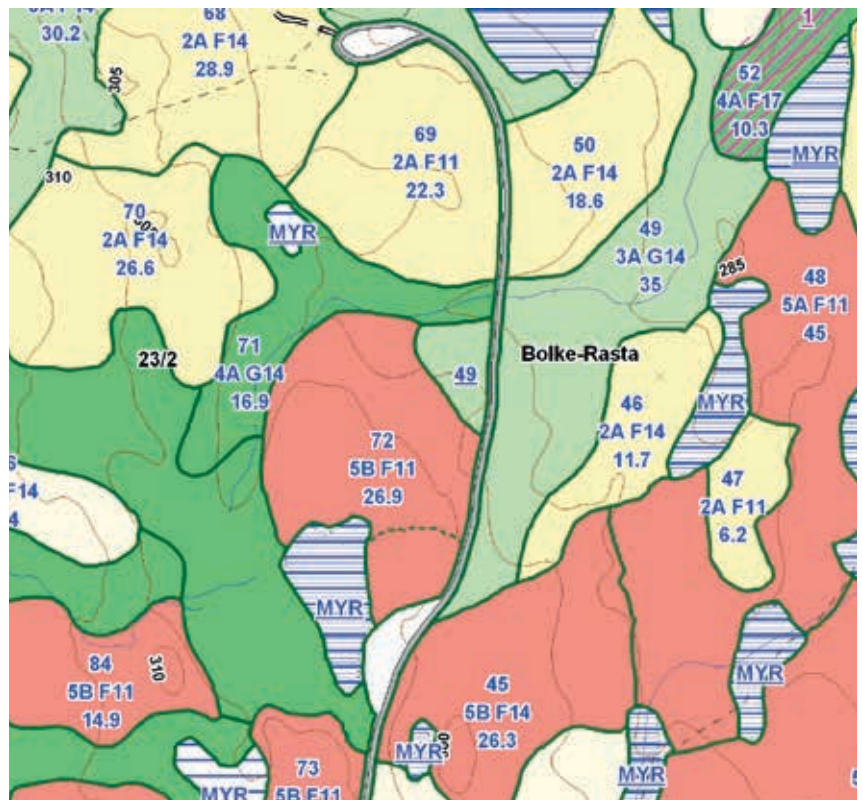 30.2
68
2A F14
28.9
305
1
52
4A F17
10.3
MYR
69
2A F11
22.3
50
2A F14
18.6
310
70
2A F14
26.6
MYR
49
3A G14
35
285
48
5A F11
45
23/2
71
4A G14
16.9
49
Bolke-Rasta
MYR
46
2A F14
11.7
72
5B F11
26.9
47
2A F11
6.2
MYR
84
5B F11
14.9
310
45
5B F14
26.3
MYR
MYR
MYR
73
5B F11
MYR